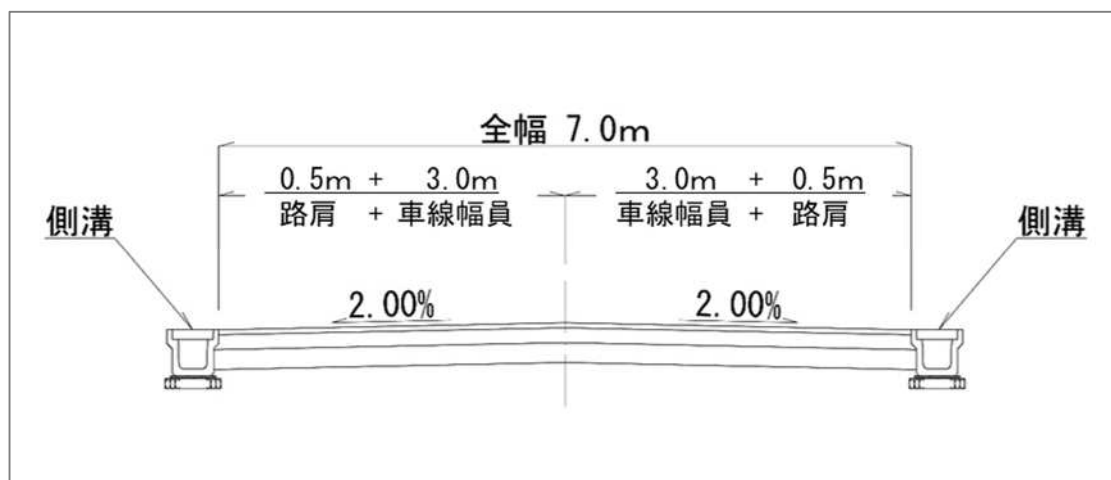 全幅 7.0m
0.5m + 3.0m
路肩 + 車線幅員
3.0m + 0.5m
車線幅員 + 路肩
側溝
側溝
2.00%
2.00%